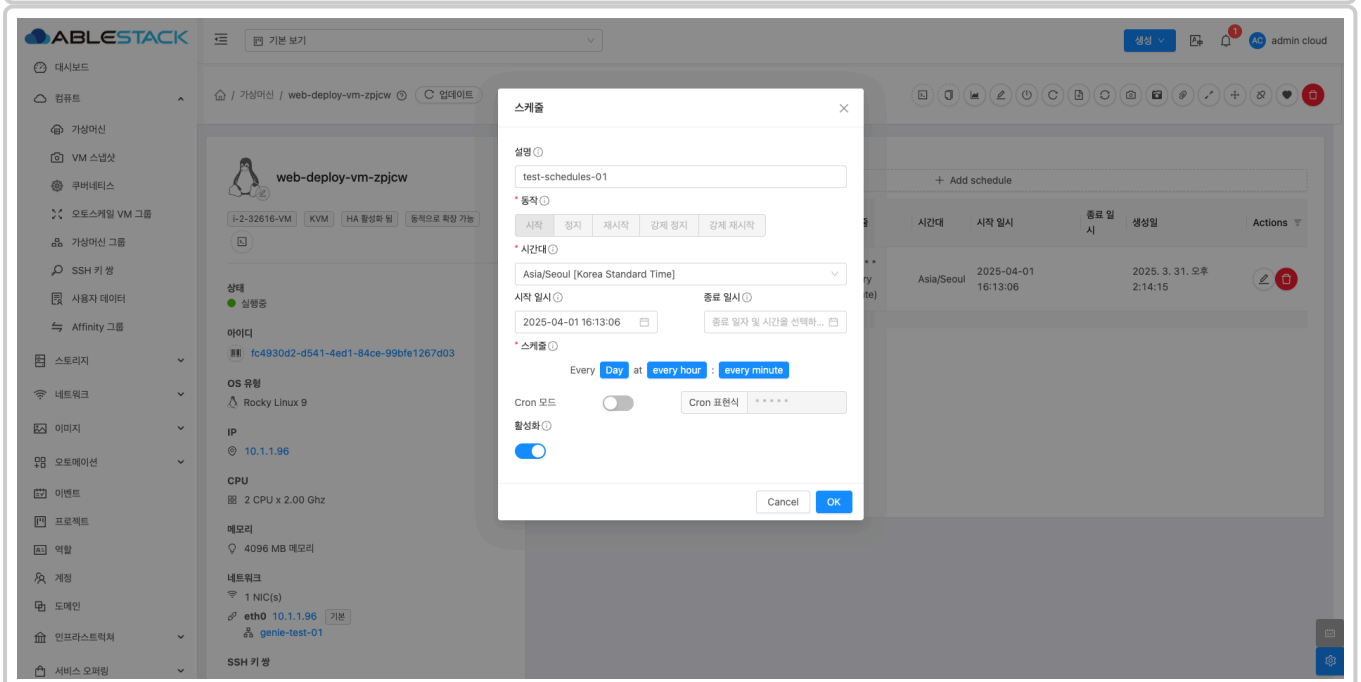 ABLESTACK
기본 보기
생성
1
AC admin cloud
대시보드
컴퓨트
가상머신
VM 스냅샷
쿠버네티스
오토스케일 VM 그룹
가상머신 그룹
SSH 키 쌍
사용자 데이터
Affinity 그룹
스토리지
네트워크
이미지
오토메이션
이벤트
프로젝트
역할
계정
도메인
인프라스트럭쳐
서비스 오퍼링
/ 가상머신 / web-deploy-vm-zpjcw 업데이트
web-deploy-vm-zpjcw
i-2-32616-VM KVM HA 활성화 됨 동적으로 확장 가능
상태
실행중
아이디
fc4930d2-d541-4ed1-84ce-99bfe1267d03
OS 유형
Rocky Linux 9
IP
10.1.1.96
CPU
2 CPU x 2.00 Ghz
메모리
4096 MB 메모리
네트워크
1 NIC(s)
eth0 10.1.1.96 기본
genie-test-01
SSH 키 쌍
스케줄
설명
test-schedules-01
* 동작
시작 정지 재시작 강제 정지 강제 재시작
* 시간대
Asia/Seoul [Korea Standard Time]
시작 일시 종료 일시
2025-04-01 16:13:06 종료 일자 및 시간을 선택하...
* 스케줄
Every Day at every hour : every minute
Cron 모드 Cron 표현식 * * * * *
활성화
Cancel OK
+ Add schedule
시간대 시작 일시 종료 일시 생성일 Actions
Asia/Seoul 2025-04-01 16:13:06 2025. 3. 31. 오후 2:14:15